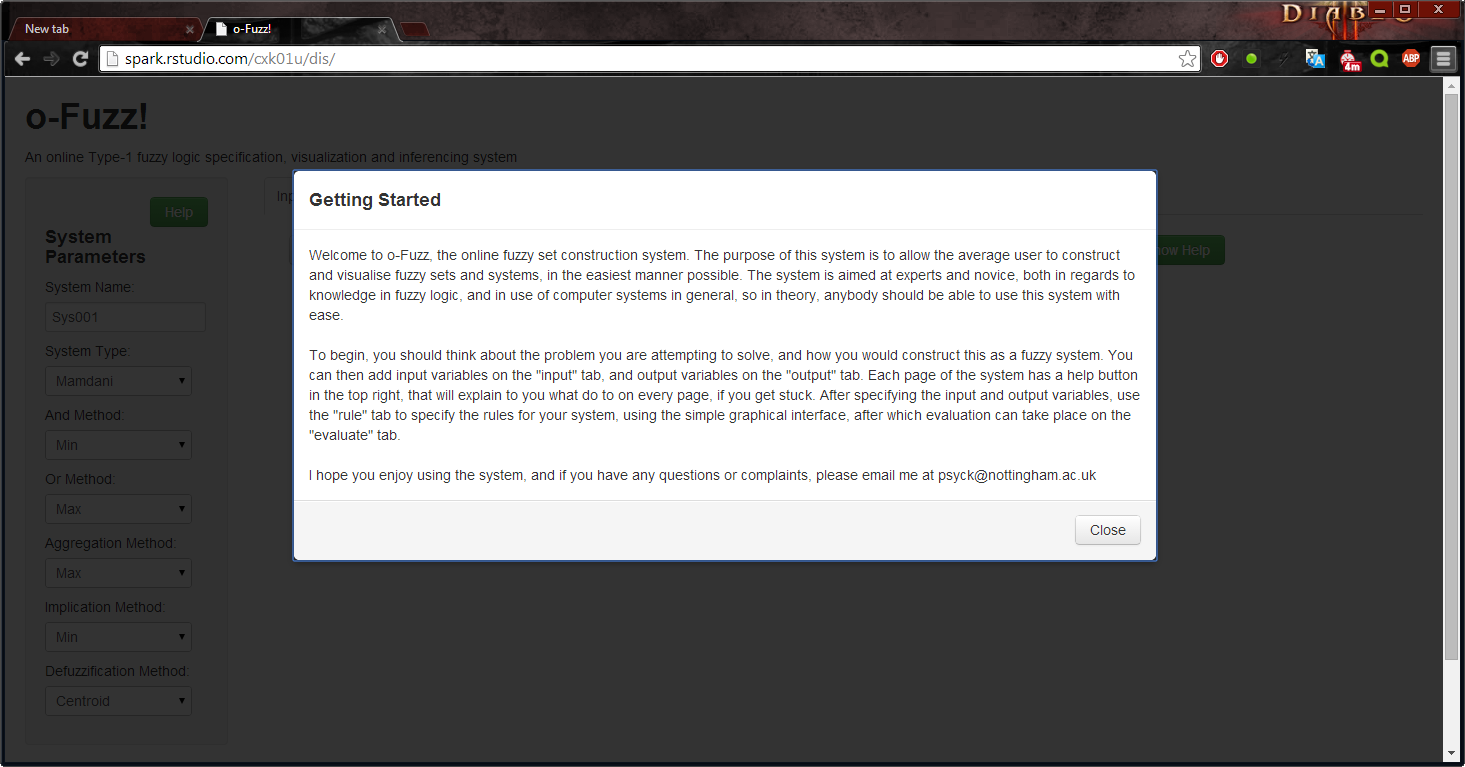 DIABLO
New tab
o-Fuzz!
spark.rstudio.com/cxk01u/dis/
4m
ABP
o-Fuzz!
An online Type-1 fuzzy logic specification, visualization and inferencing system
Help
System
Parameters
System Name:
Sys001
System Type:
Mamdani
And Method:
Min
Or Method:
Max
Aggregation Method:
Max
Implication Method:
Min
Defuzzification Method:
Centroid
Inp
ow Help
Getting Started
Welcome to o-Fuzz, the online fuzzy set construction system. The purpose of this system is to allow the average user to construct
and visualise fuzzy sets and systems, in the easiest manner possible. The system is aimed at experts and novice, both in regards to
knowledge in fuzzy logic, and in use of computer systems in general, so in theory, anybody should be able to use this system with
ease.
To begin, you should think about the problem you are attempting to solve, and how you would construct this as a fuzzy system. You
can then add input variables on the "input" tab, and output variables on the "output" tab. Each page of the system has a help button
in the top right, that will explain to you what do to on every page, if you get stuck. After specifying the input and output variables, use
the "rule" tab to specify the rules for your system, using the simple graphical interface, after which evaluation can take place on the
"evaluate" tab.
I hope you enjoy using the system, and if you have any questions or complaints, please email me at psyck@nottingham.ac.uk
Close